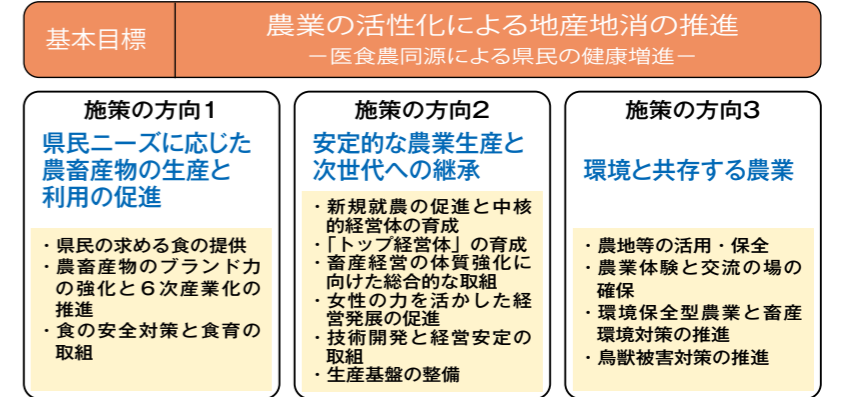 基本目標
農業の活性化による地産地消の推進
－医食農同源による県民の健康増進－
施策の方向1
県民ニーズに応じた
農畜産物の生産と
利用の促進
・県民の求める食の提供
・農畜産物のブランド力
の強化と６次産業化の
推進
・食の安全対策と食育の
取組
施策の方向2
安定的な農業生産と
次世代への継承
・新規就農の促進と中核
的経営体の育成
・「トップ経営体」の育成
・畜産経営の体質強化に
向けた総合的な取組
・女性の力を活かした経
営発展の促進
・技術開発と経営安定の
取組
・生産基盤の整備
施策の方向3
環境と共存する農業
・農地等の活用・保全
・農業体験と交流の場の
確保
・環境保全型農業と畜産
環境対策の推進
・鳥獣被害対策の推進